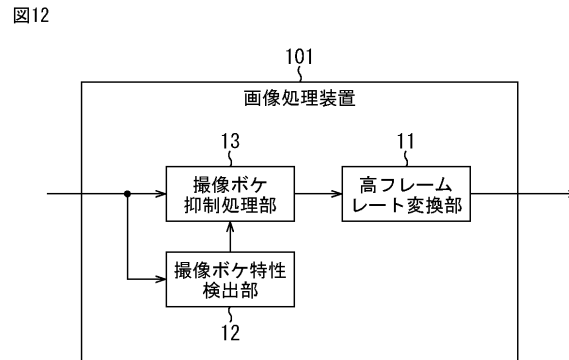 図12
101
画像処理装置
13
撮像ボケ
抑制処理部
11
高フレーム
レート変換部
撮像ボケ特性
検出部
12